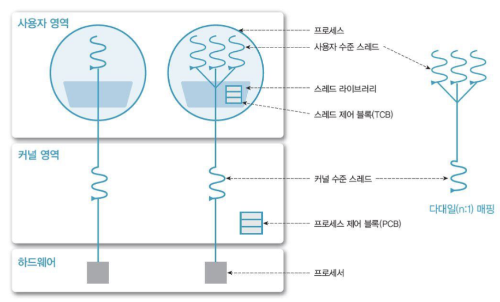 사용자 영역
프로세스
사용자 수준 스레드
스레드 라이브러리
스레드 제어 블록(TCB)
커널 영역
커널 수준 스레드
다대일(n:1) 매핑
프로세스 제어 블록(PCB)
하드웨어
프로세서